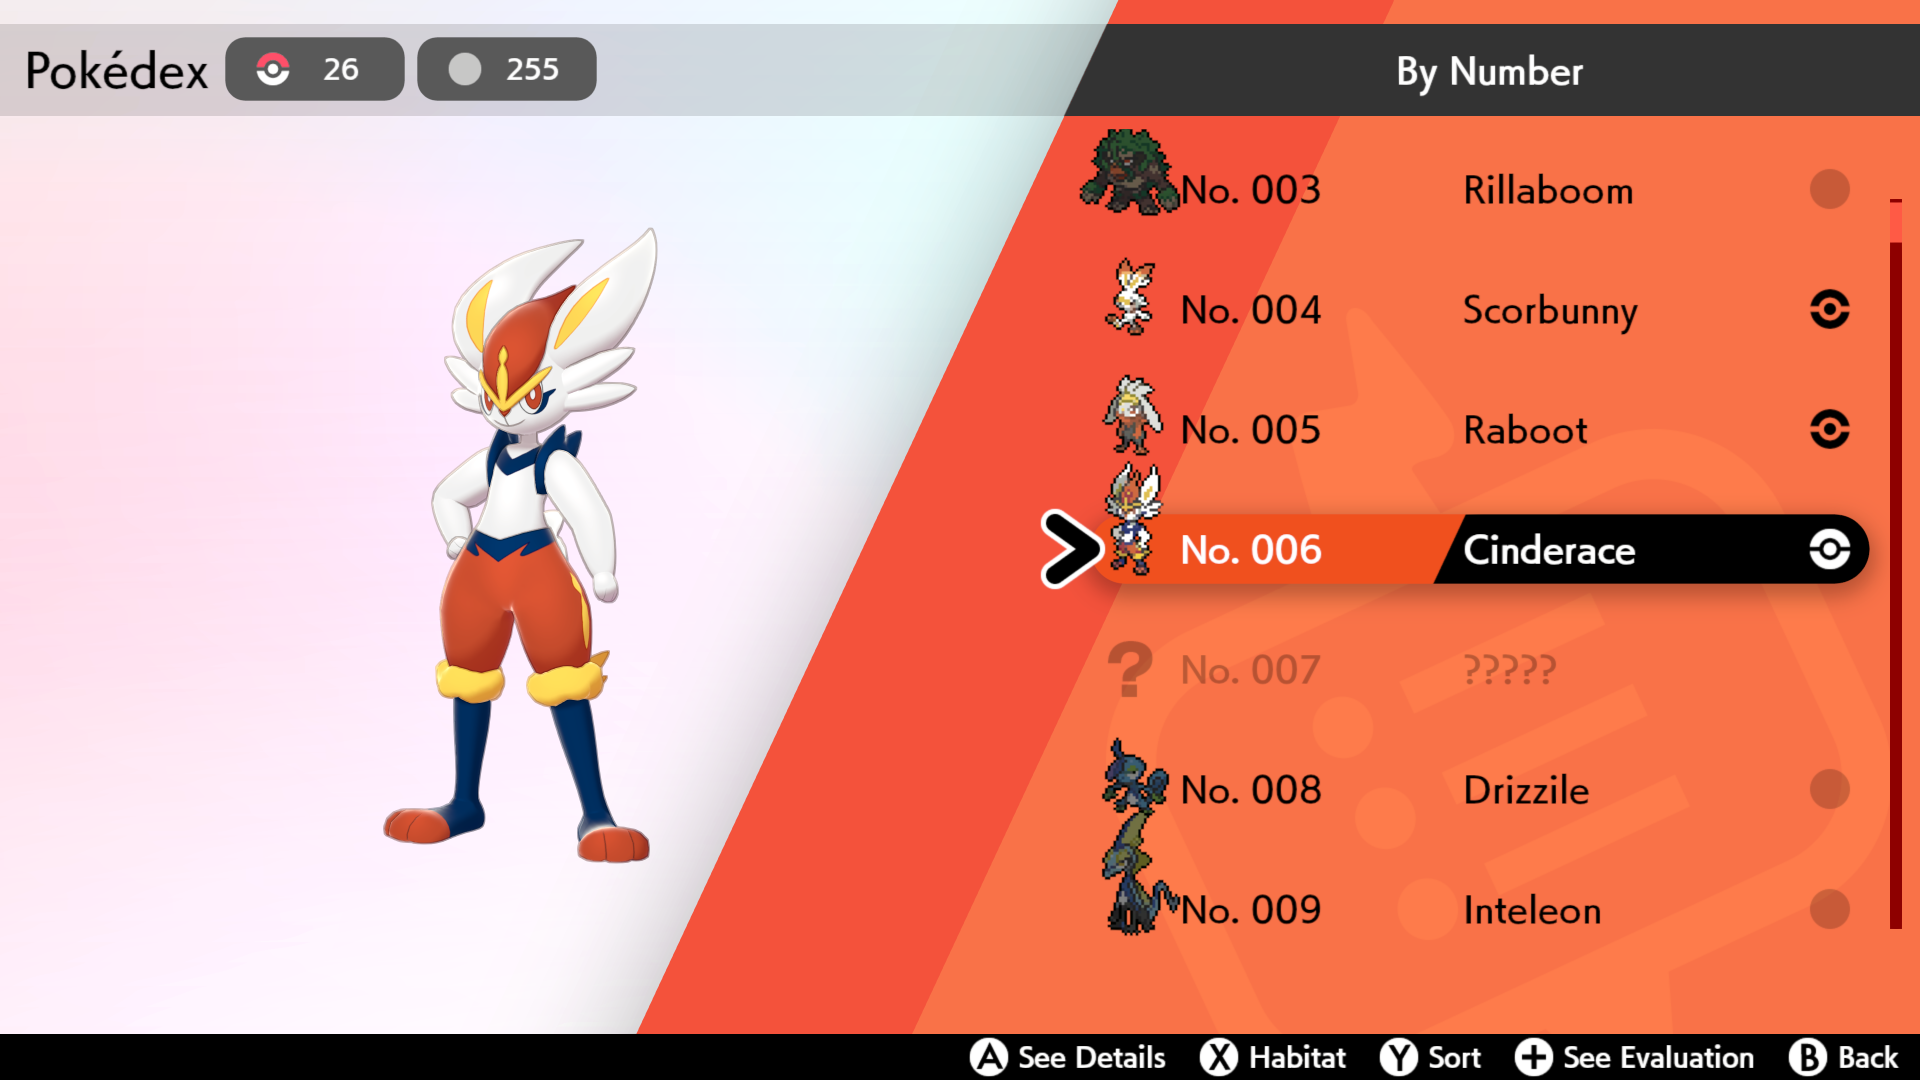 Pokédex 26 255
By Number
No. 003 Rillaboom
No. 004 Scorbunny
No. 005 Raboot
No. 006 Cinderace
? No. 007 ?????
No. 008 Drizzile
No. 009 Inteleon
A See Details X Habitat Y Sort + See Evaluation B Back